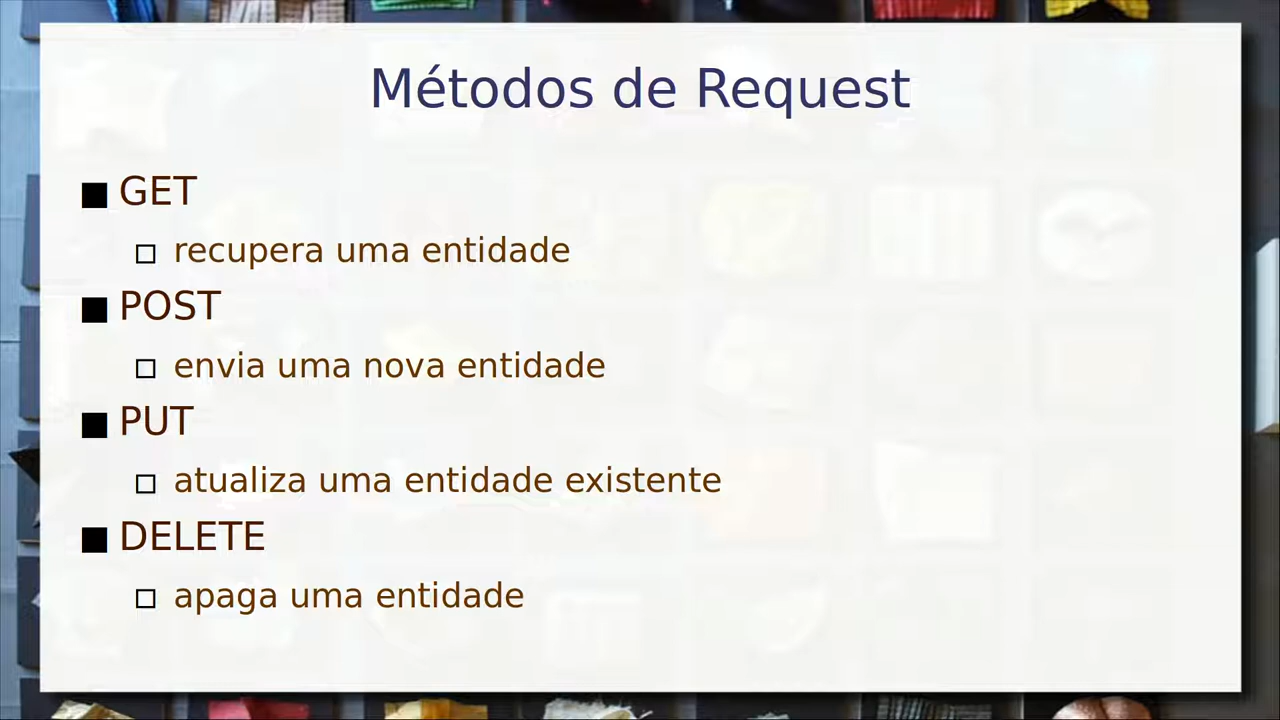 Métodos de Request
GET
recupera uma entidade
POST
envia uma nova entidade
PUT
atualiza uma entidade existente
DELETE
apaga uma entidade